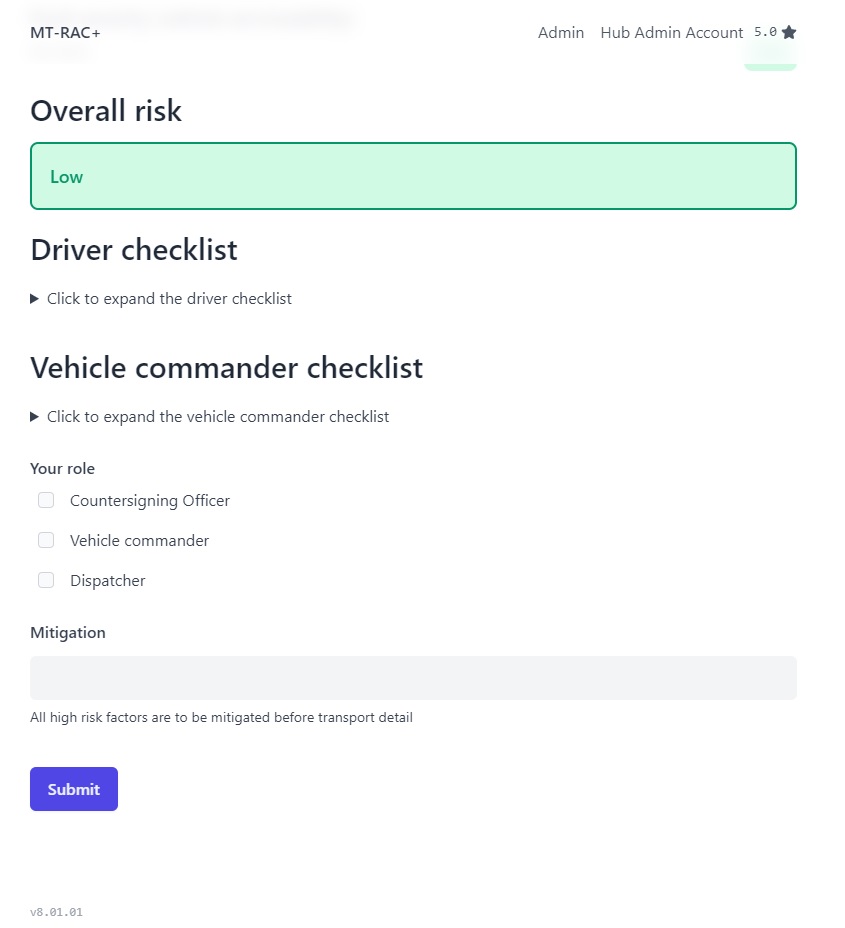 MT-RAC+
Admin
Hub Admin Account
5.0
Overall risk
Low
Driver checklist
Click to expand the driver checklist
Vehicle commander checklist
Click to expand the vehicle commander checklist
Your role
Countersigning Officer
Vehicle commander
Dispatcher
Mitigation
All high risk factors are to be mitigated before transport detail
Submit
v8.01.01